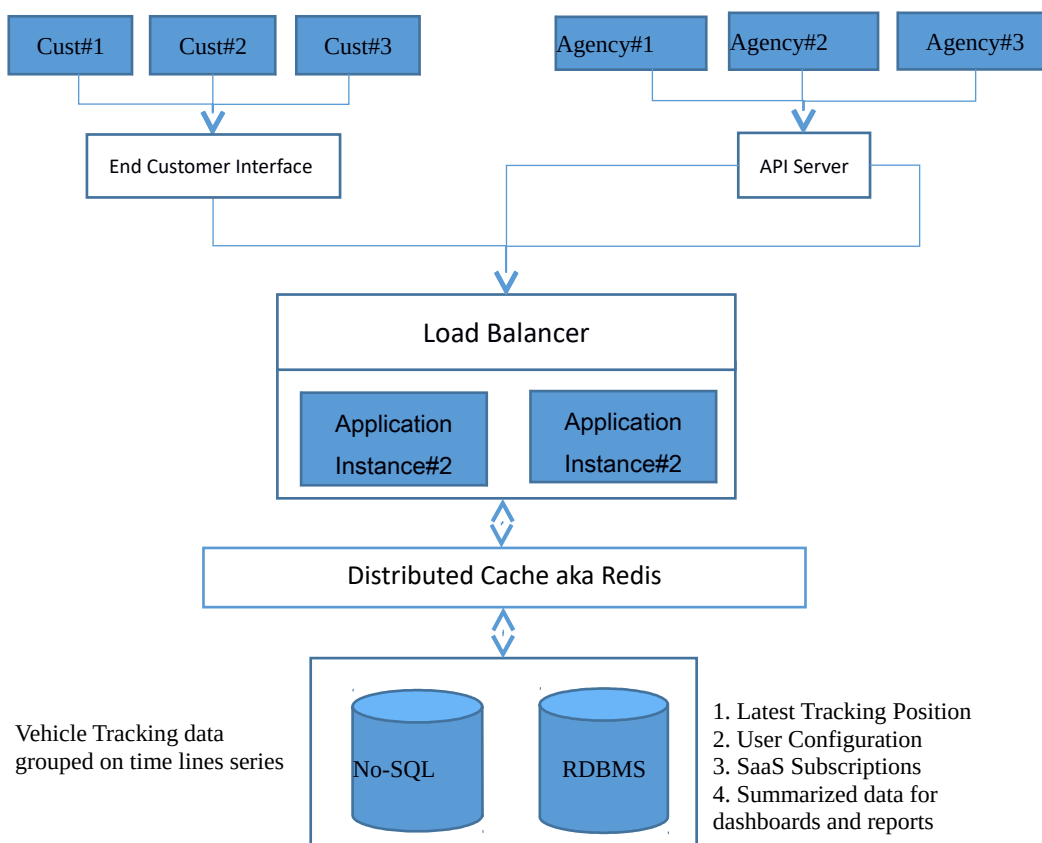 Cust#1
Cust#2
Cust#3
Agency#1
Agency#2
Agency#3
End Customer Interface
API Server
Load Balancer
Application
Instance#2
Application
Instance#2
Distributed Cache aka Redis
Vehicle Tracking data
grouped on time lines series
No-SQL
RDBMS
1. Latest Tracking Position
2. User Configuration
3. SaaS Subscriptions
4. Summarized data for
dashboards and reports